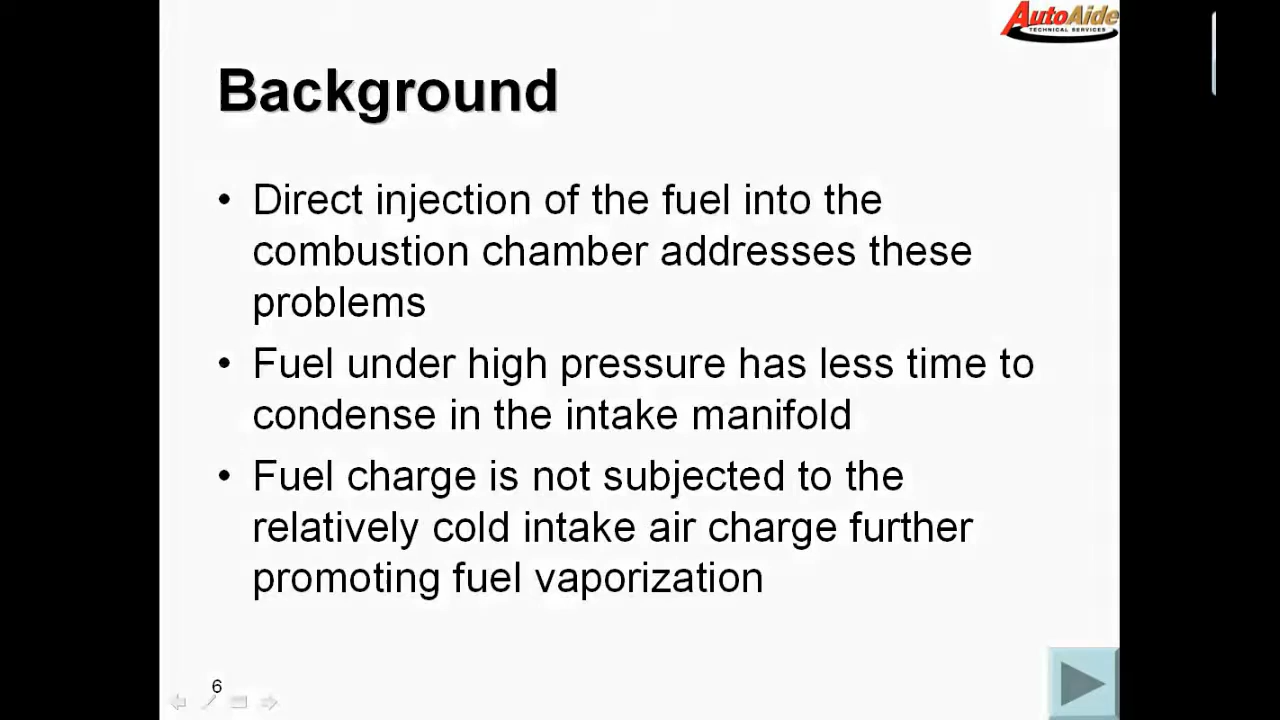 AutoAide
TECHNICAL SERVICES
Background
• Direct injection of the fuel into the
combustion chamber addresses these
problems
• Fuel under high pressure has less time to
condense in the intake manifold
• Fuel charge is not subjected to the
relatively cold intake air charge further
promoting fuel vaporization
6